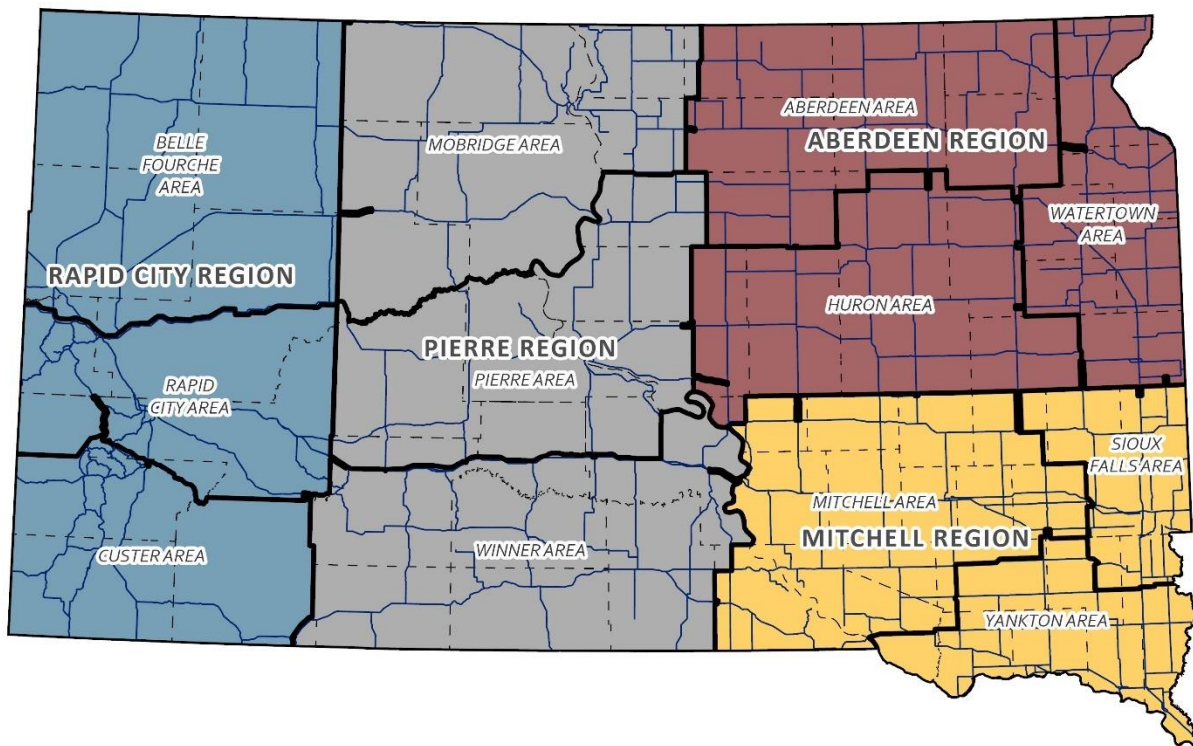 BELLE
FOURCHE
AREA
RAPID CITY REGION
RAPID
CITY AREA
CUSTER AREA
MOBRIDGE AREA
PIERRE REGION
PIERRE AREA
WINNER AREA
ABERDEEN AREA
ABERDEEN REGION
WATERTOWN
AREA
HURON AREA
SIOUX
FALLS AREA
MITCHELL AREA
MITCHELL REGION
YANKTON AREA